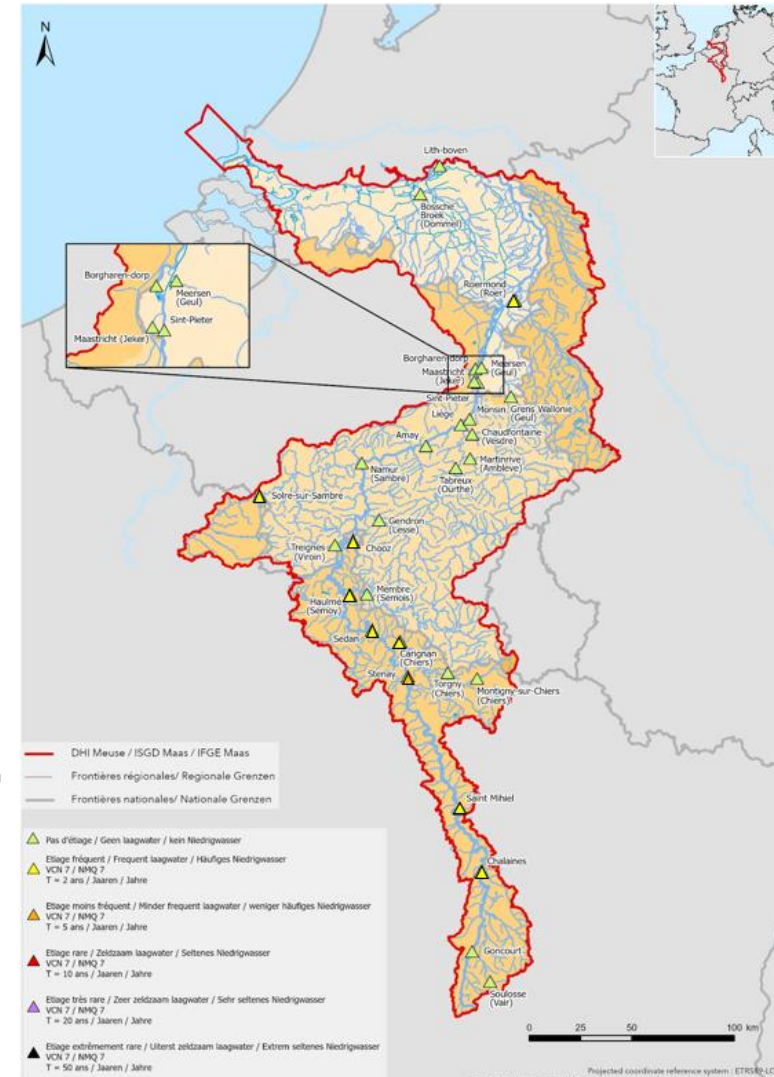 N
Lith-boven
Bossche
Broek
(Dommel)
Roermond
(Roer)
Borgharen-dorp
Meersen
(Geul)
Sint-Pieter
Maastricht (Jeker)
Borgharen-dorp
Meersen
(Geul)
Maastricht
(Jeker)
Sint-Pieter
Monsin
Grens Wallonie
(Geul)
Liège
Chaudfontaine
(Vesdre)
Amay
Martinrive
(Amblève)
Namur
(Sambre)
Tabreux
(Ourthe)
Solre-sur-Sambre
Gendron
(Lesse)
Treignes
(Viroin)
Chooz
Membre
(Semois)
Haulmé
(Semoy)
Sedan
Carignan
(Chiers)
Stenay
Torgny
(Chiers)
Montigny-sur-Chiers
(Chiers)
Saint Mihiel
Chalaines
Goncourt
Soulosse
(Vair)
DHI Meuse / ISGD Maas / IFGE Maas
Frontières régionales/ Regionale Grenzen
Frontières nationales/ Nationale Grenzen
Pas d'étiage / Geen laagwater / kein Niedrigwasser
Etiage fréquent / Frequent laagwater / Häufiges Niedrigwasser
VCN 7 / NMQ 7
T = 2 ans / Jaaren / Jahre
Etiage moins fréquent / Minder frequent laagwater / weniger häufiges Niedrigwasser
VCN 7 / NMQ 7
T = 5 ans / Jaaren / Jahre
Etiage rare / Zeldzaam laagwater / Seltenes Niedrigwasser
VCN 7 / NMQ 7
T = 10 ans / Jaaren / Jahre
Etiage très rare / Zeer zeldzaam laagwater / Sehr seltenes Niedrigwasser
VCN 7 / NMQ 7
T = 20 ans / Jaaren / Jahre
Etiage extrêmement rare / Uiterst zeldzaam laagwater / Extrem seltenes Niedrigwasser
VCN 7 / NMQ 7
T = 50 ans / Jaaren / Jahre
0 25 50 100 km
Projected coordinate reference system : ETRS89-LC